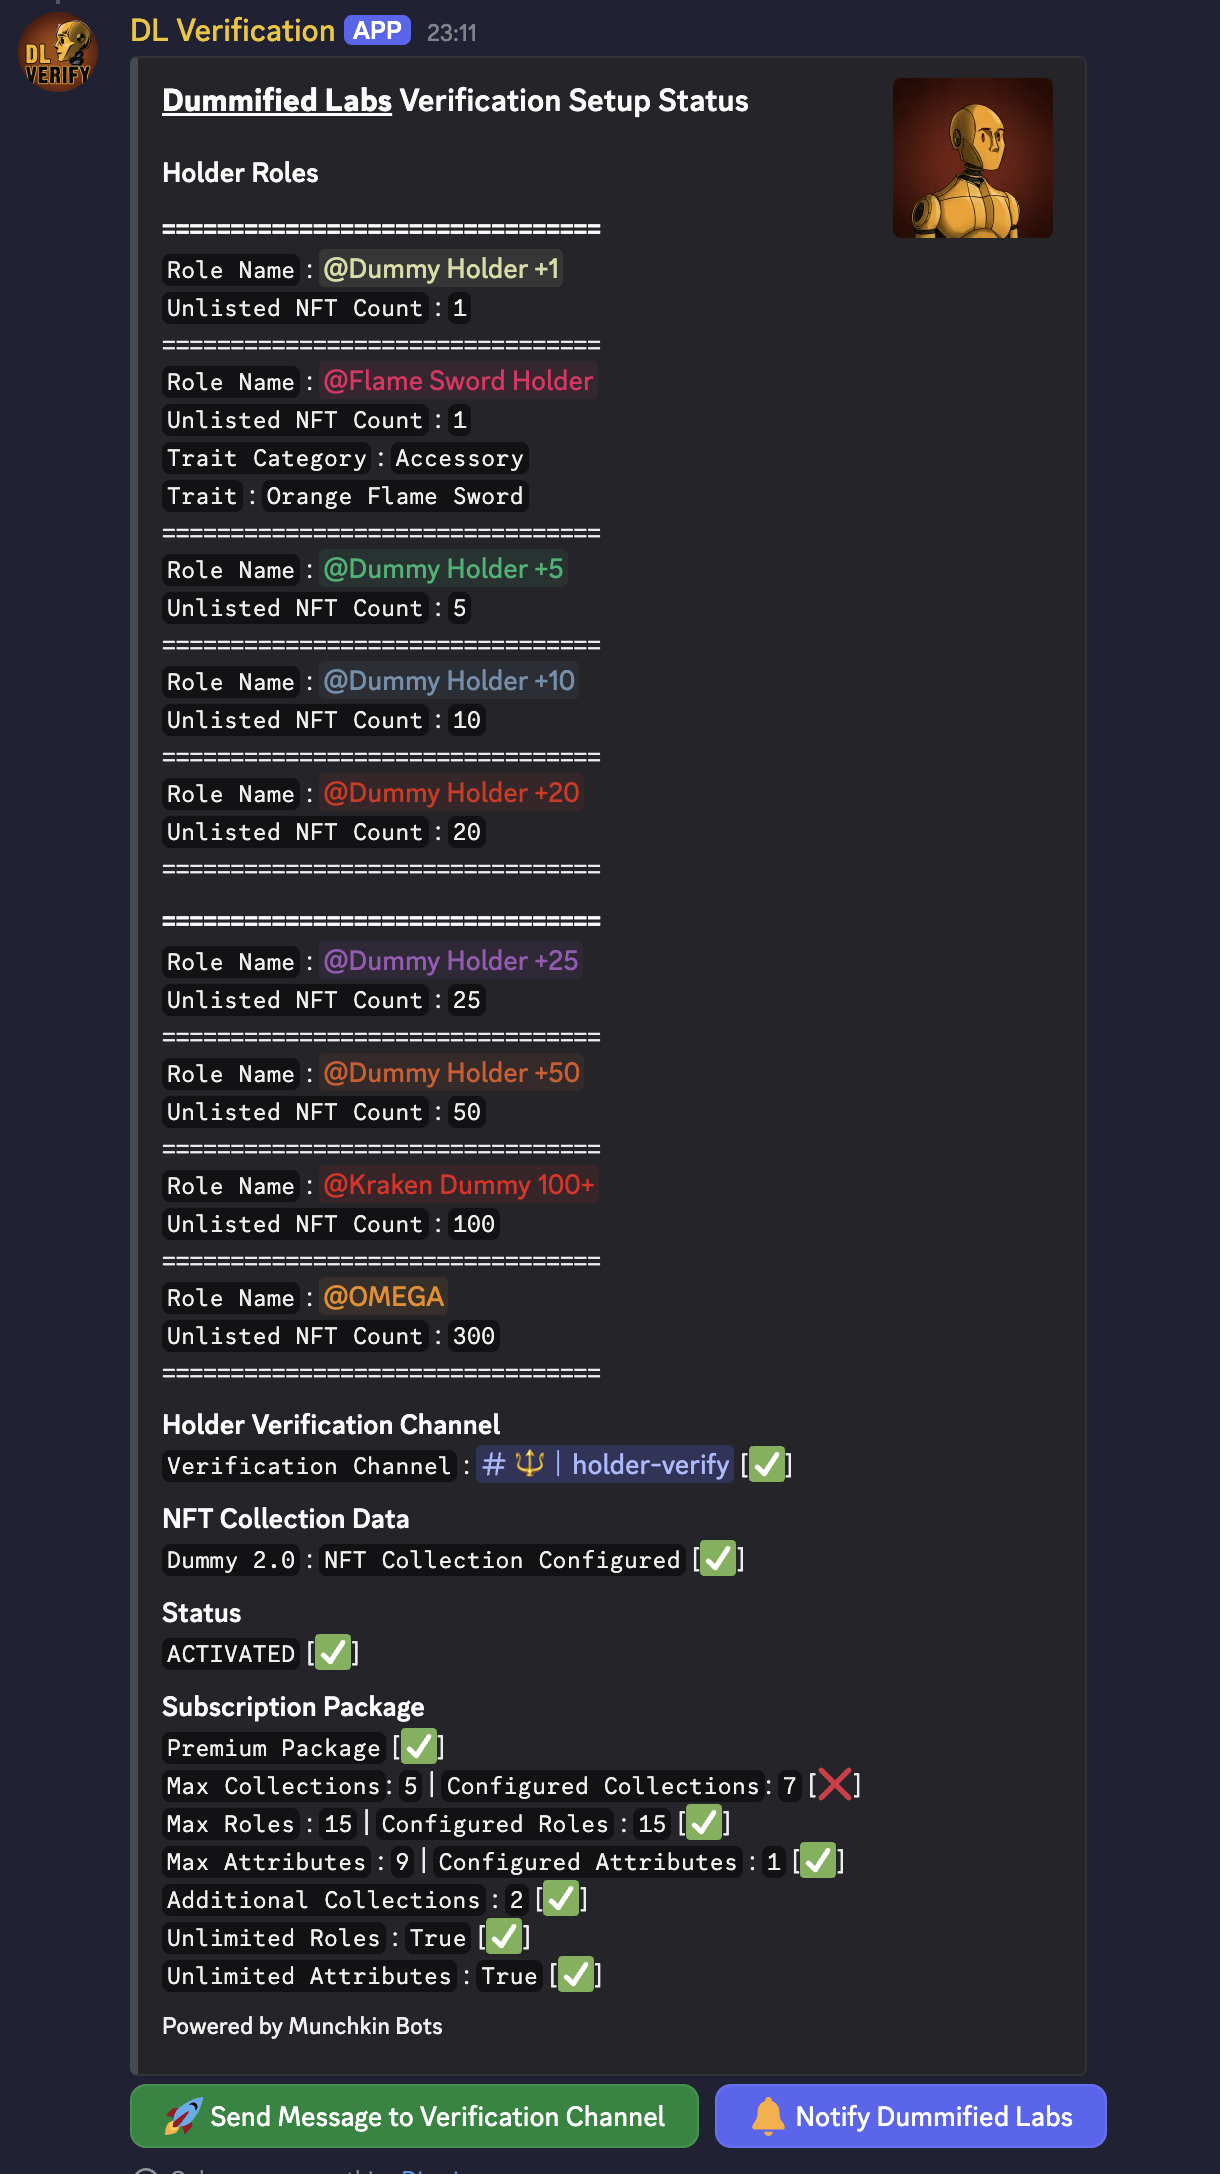 DL Verification APP 23:11
DL
VERIFY
Dummified Labs Verification Setup Status
Holder Roles
================================
Role Name : @Dummy Holder +1
Unlisted NFT Count : 1
================================
Role Name : @Flame Sword Holder
Unlisted NFT Count : 1
Trait Category : Accessory
Trait : Orange Flame Sword
================================
Role Name : @Dummy Holder +5
Unlisted NFT Count : 5
================================
Role Name : @Dummy Holder +10
Unlisted NFT Count : 10
================================
Role Name : @Dummy Holder +20
Unlisted NFT Count : 20
================================
================================
Role Name : @Dummy Holder +25
Unlisted NFT Count : 25
================================
Role Name : @Dummy Holder +50
Unlisted NFT Count : 50
================================
Role Name : @Kraken Dummy 100+
Unlisted NFT Count : 100
================================
Role Name : @OMEGA
Unlisted NFT Count : 300
================================
Holder Verification Channel
Verification Channel : # 🔱 | holder-verify [✅]
NFT Collection Data
Dummy 2.0 : NFT Collection Configured [✅]
Status
ACTIVATED [✅]
Subscription Package
Premium Package [✅]
Max Collections: 5 | Configured Collections: 7 [❌]
Max Roles : 15 | Configured Roles : 15 [✅]
Max Attributes : 9 | Configured Attributes : 1 [✅]
Additional Collections : 2 [✅]
Unlimited Roles : True [✅]
Unlimited Attributes : True [✅]
Powered by Munchkin Bots
🚀 Send Message to Verification Channel
🔔 Notify Dummified Labs